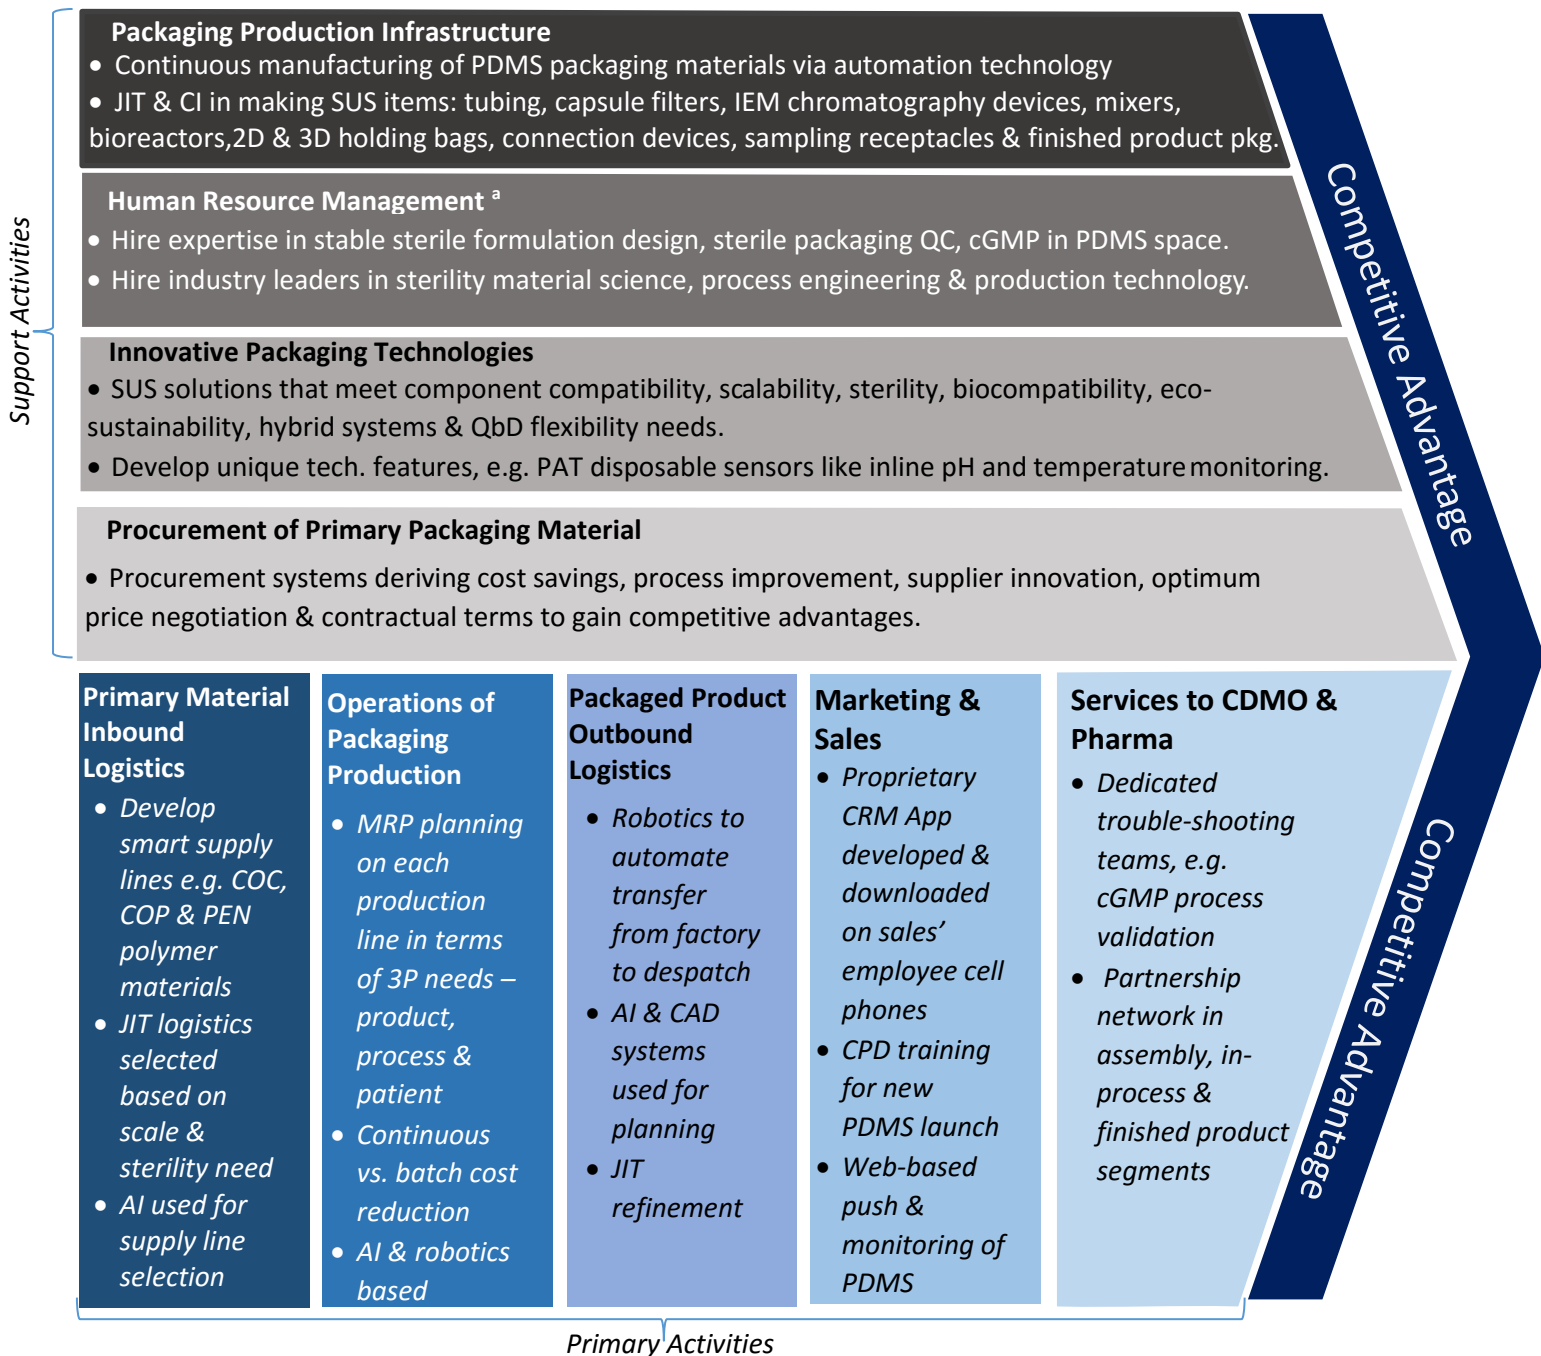 Support Activities
Packaging Production Infrastructure
• Continuous manufacturing of PDMS packaging materials via automation technology
• JIT & CI in making SUS items: tubing, capsule filters, IEM chromatography devices, mixers,
bioreactors,2D & 3D holding bags, connection devices, sampling receptacles & finished product pkg.
Human Resource Management a
• Hire expertise in stable sterile formulation design, sterile packaging QC, cGMP in PDMS space.
• Hire industry leaders in sterility material science, process engineering & production technology.
Innovative Packaging Technologies
• SUS solutions that meet component compatibility, scalability, sterility, biocompatibility, eco-
sustainability, hybrid systems & QbD flexibility needs.
• Develop unique tech. features, e.g. PAT disposable sensors like inline pH and temperature monitoring.
Procurement of Primary Packaging Material
• Procurement systems deriving cost savings, process improvement, supplier innovation, optimum
price negotiation & contractual terms to gain competitive advantages.
Competitive Advantage
Primary Material
Inbound
Logistics
• Develop
smart supply
lines e.g. COC,
COP & PEN
polymer
materials
• JIT logistics
selected
based on
scale &
sterility need
• AI used for
supply line
selection
Operations of
Packaging
Production
• MRP planning
on each
production
line in terms
of 3P needs –
product,
process &
patient
• Continuous
vs. batch cost
reduction
• AI & robotics
based
Packaged Product
Outbound
Logistics
• Robotics to
automate
transfer
from factory
to despatch
• AI & CAD
systems
used for
planning
• JIT
refinement
Marketing &
Sales
• Proprietary
CRM App
developed &
downloaded
on sales’
employee cell
phones
• CPD training
for new
PDMS launch
• Web-based
push &
monitoring of
PDMS
Services to CDMO &
Pharma
• Dedicated
trouble-shooting
teams, e.g.
cGMP process
validation
• Partnership
network in
assembly, in-
process &
finished product
segments
Competitive Advantage
Primary Activities